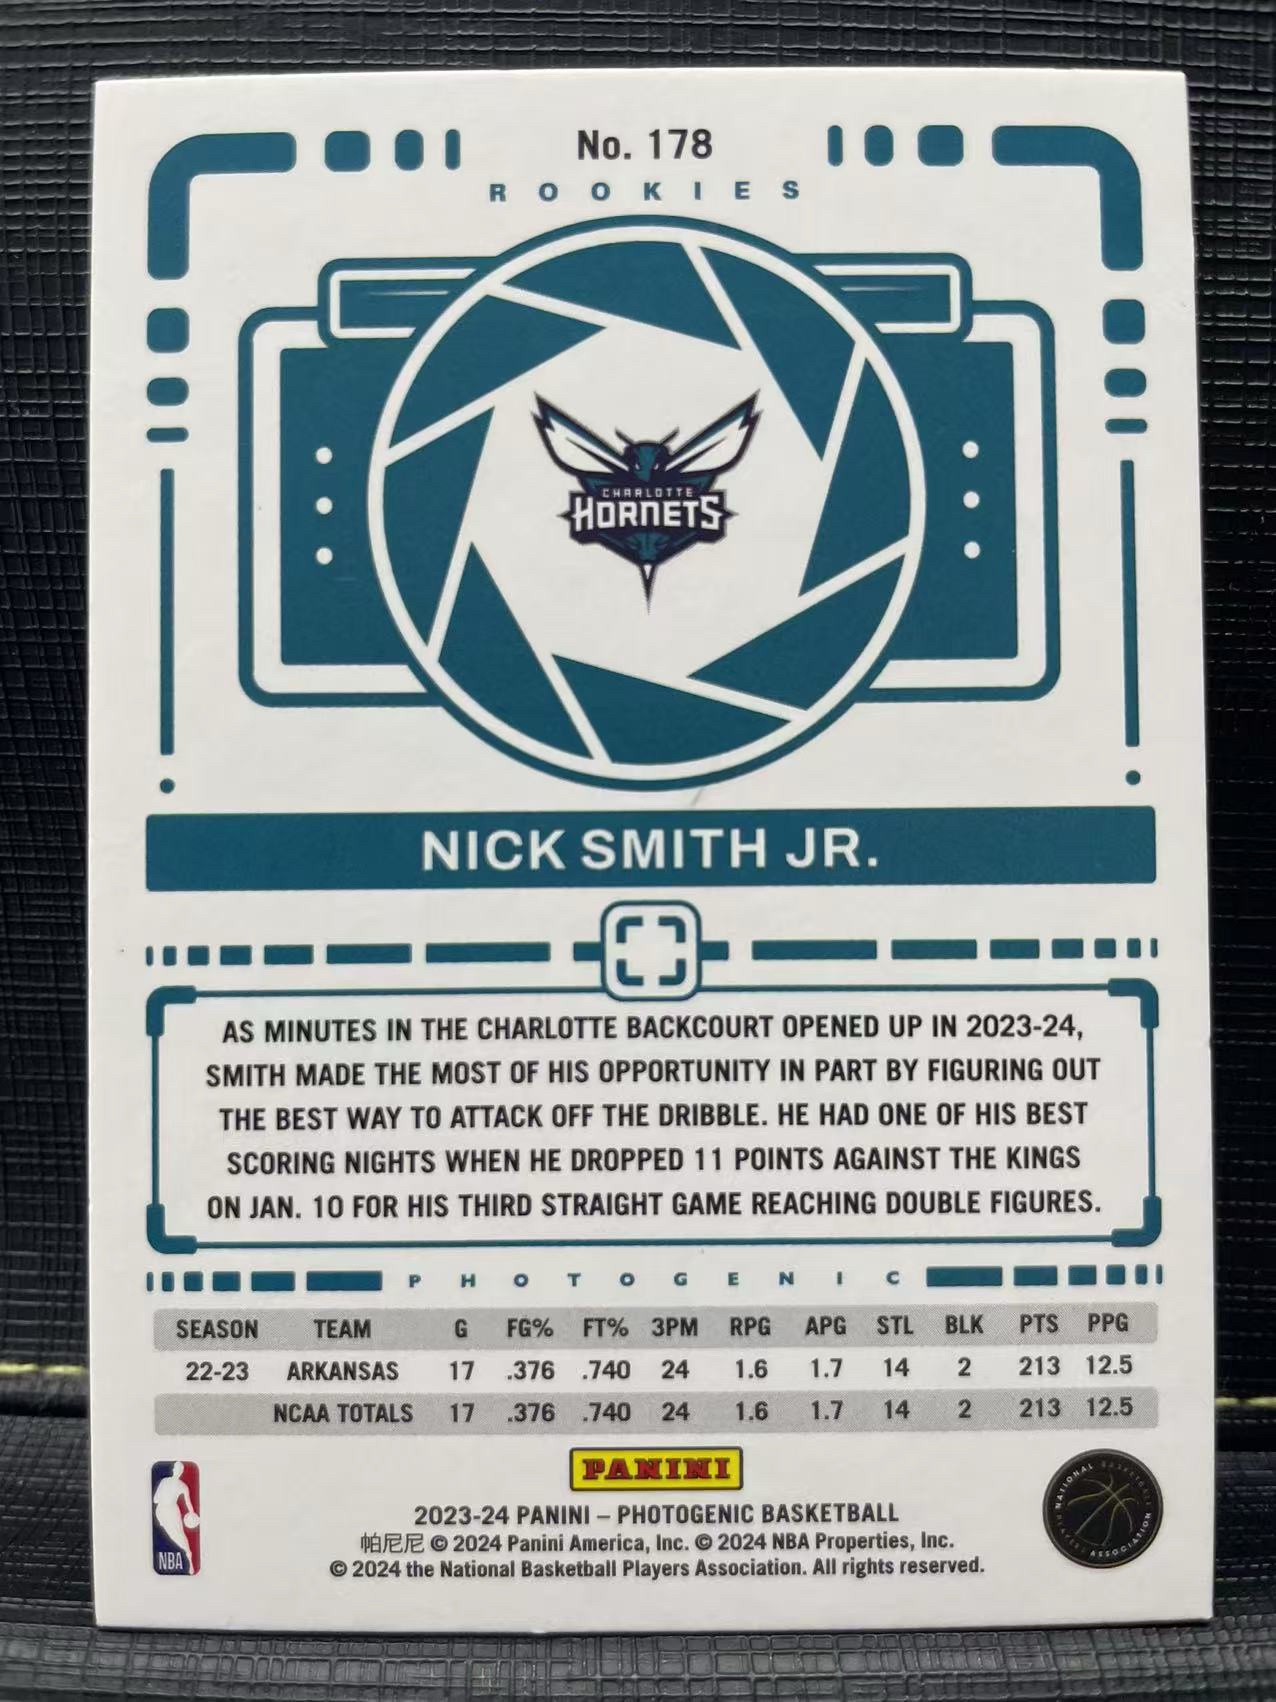 No. 178
ROOKIES
CHARLOTTE
HORNETS
NICK SMITH JR.
AS MINUTES IN THE CHARLOTTE BACKCOURT OPENED UP IN 2023-24,
SMITH MADE THE MOST OF HIS OPPORTUNITY IN PART BY FIGURING OUT
THE BEST WAY TO ATTACK OFF THE DRIBBLE. HE HAD ONE OF HIS BEST
SCORING NIGHTS WHEN HE DROPPED 11 POINTS AGAINST THE KINGS
ON JAN. 10 FOR HIS THIRD STRAIGHT GAME REACHING DOUBLE FIGURES.
PHOTOGENIC
SEASON TEAM G FG% FT% 3PM RPG APG STL BLK PTS PPG
22-23 ARKANSAS 17 .376 .740 24 1.6 1.7 14 2 213 12.5
NCAA TOTALS 17 .376 .740 24 1.6 1.7 14 2 213 12.5
PANINI
2023-24 PANINI – PHOTOGENIC BASKETBALL
帕尼尼 © 2024 Panini America, Inc. © 2024 NBA Properties, Inc.
© 2024 the National Basketball Players Association. All rights reserved.
NBA
NATIONAL BASKETBALL PLAYERS ASSOCIATION